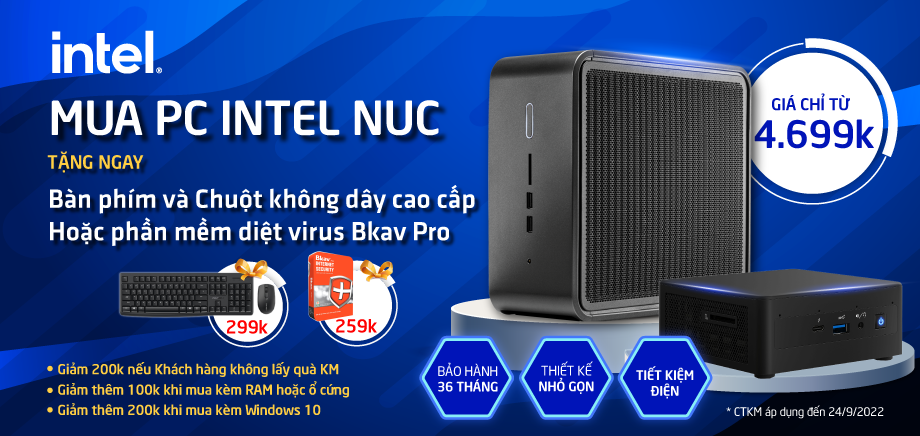 intel.
MUA PC INTEL NUC
TẶNG NGAY
Bàn phím và Chuột không dây cao cấp
Hoặc phần mềm diệt virus Bkav Pro
GIÁ CHỈ TỪ
4.699k
299k
Bkav
INTERNET
SECURITY
259k
• Giảm 200k nếu Khách hàng không lấy quà KM
• Giảm thêm 100k khi mua kèm RAM hoặc ổ cứng
• Giảm thêm 200k khi mua kèm Windows 10
BẢO HÀNH
36 THÁNG
THIẾT KẾ
NHỎ GỌN
TIẾT KIỆM
ĐIỆN
* CTKM áp dụng đến 24/9/2022